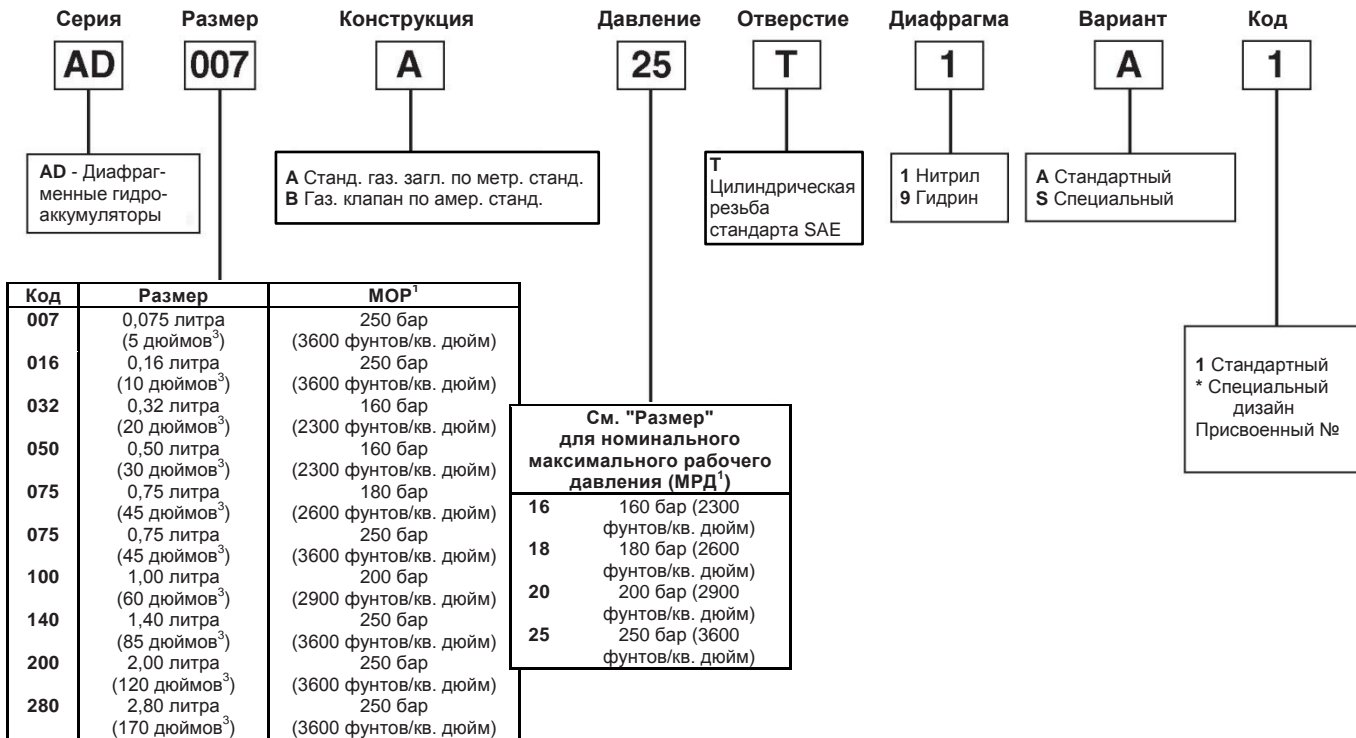 Серия Размер Конструкция Давление Отверстие Диафрагма Вариант Код
AD 007 A 25 T 1 A 1
AD - Диафраг-
менные гидро-
аккумуляторы
A Станд. газ. загл. по метр. станд.
B Газ. клапан по амер. станд.
T
Цилиндрическая
резьба
стандарта SAE
1 Нитрил
9 Гидрин
A Стандартный
S Специальный
1 Стандартный
* Специальный
дизайн
Присвоенный №
Код Размер МОР¹
007 0,075 литра 250 бар
(5 дюймов³) (3600 фунтов/кв. дюйм)
016 0,16 литра 250 бар
(10 дюймов³) (3600 фунтов/кв. дюйм)
032 0,32 литра 160 бар
(20 дюймов³) (2300 фунтов/кв. дюйм)
050 0,50 литра 160 бар
(30 дюймов³) (2300 фунтов/кв. дюйм)
075 0,75 литра 180 бар
(45 дюймов³) (2600 фунтов/кв. дюйм)
075 0,75 литра 250 бар
(45 дюймов³) (3600 фунтов/кв. дюйм)
100 1,00 литра 200 бар
(60 дюймов³) (2900 фунтов/кв. дюйм)
140 1,40 литра 250 бар
(85 дюймов³) (3600 фунтов/кв. дюйм)
200 2,00 литра 250 бар
(120 дюймов³) (3600 фунтов/кв. дюйм)
280 2,80 литра 250 бар
(170 дюймов³) (3600 фунтов/кв. дюйм)
См. "Размер"
для номинального
максимального рабочего
давления (МРД¹)
16 160 бар (2300
фунтов/кв. дюйм)
18 180 бар (2600
фунтов/кв. дюйм)
20 200 бар (2900
фунтов/кв. дюйм)
25 250 бар (3600
фунтов/кв. дюйм)